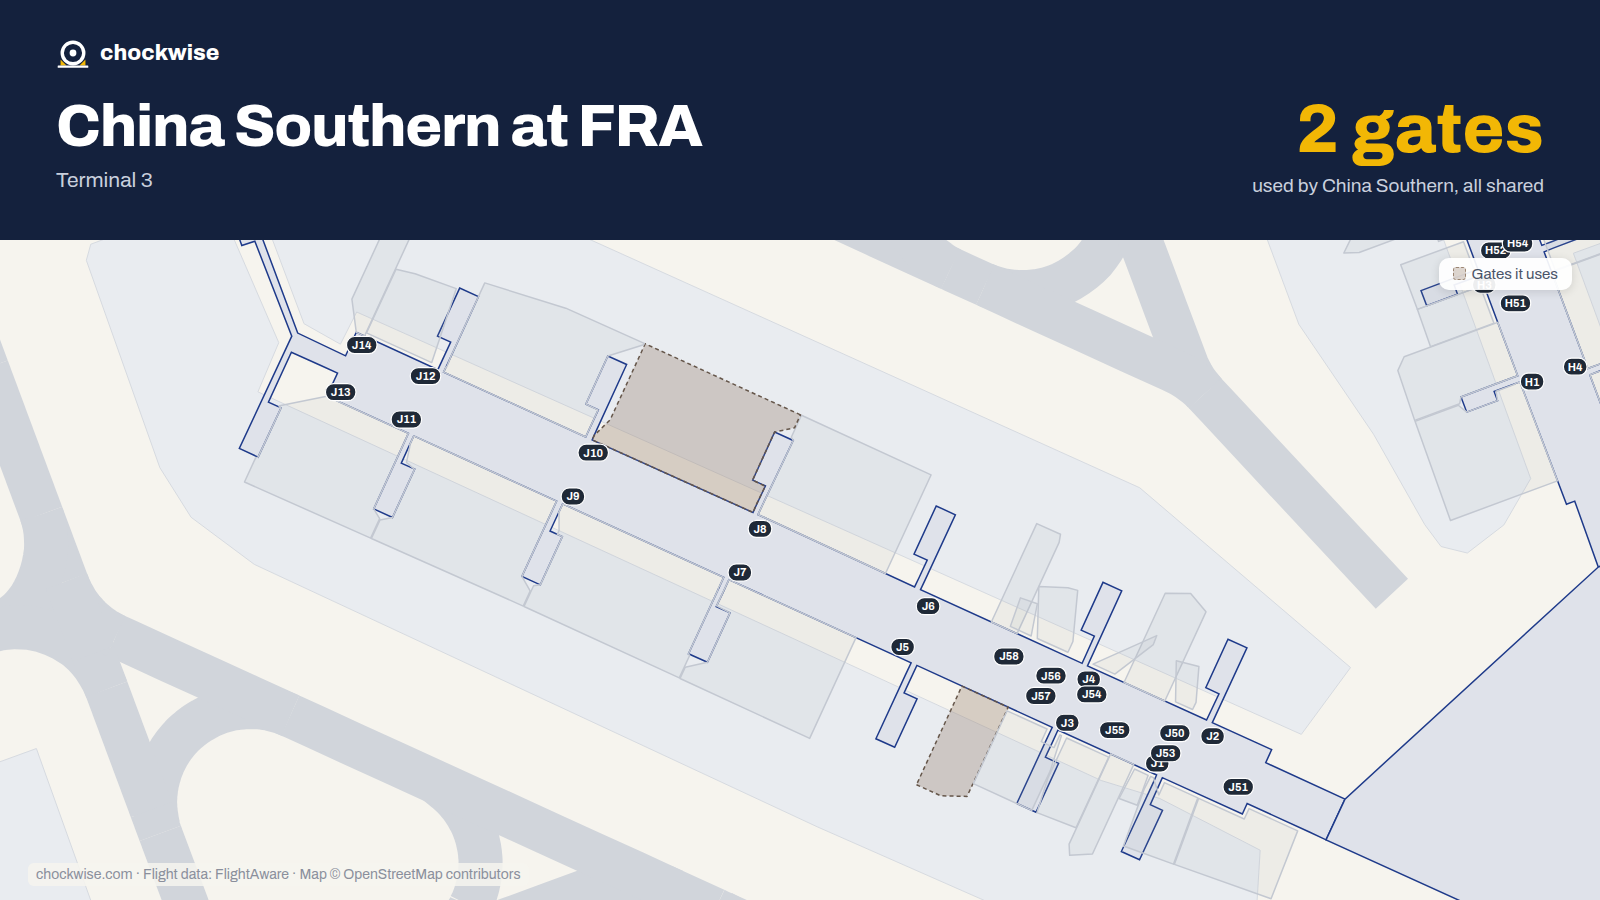 chockwise
China Southern at FRA
Terminal 3
2 gates
used by China Southern, all shared
Gates it uses
H52
H54
H51
H1
H4
J14
J12
J13
J11
J10
J9
J8
J7
J6
J5
J58
J56
J4
J57
J54
J3
J55
J50
J2
J53
J1
J51
chockwise.com · Flight data: FlightAware · Map © OpenStreetMap contributors